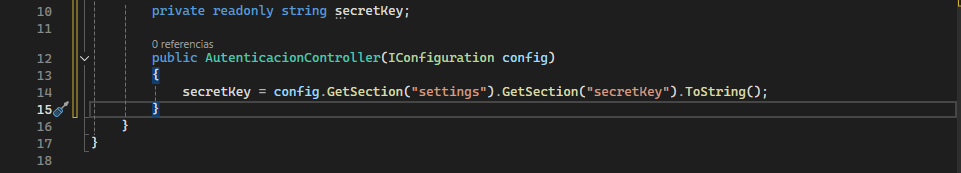 10 private readonly string secretKey;
11
0 referencias
12 public AutenticacionController(IConfiguration config)
13 {
14 secretKey = config.GetSection("settings").GetSection("secretKey").ToString();
15 }
16 }
17 }
18